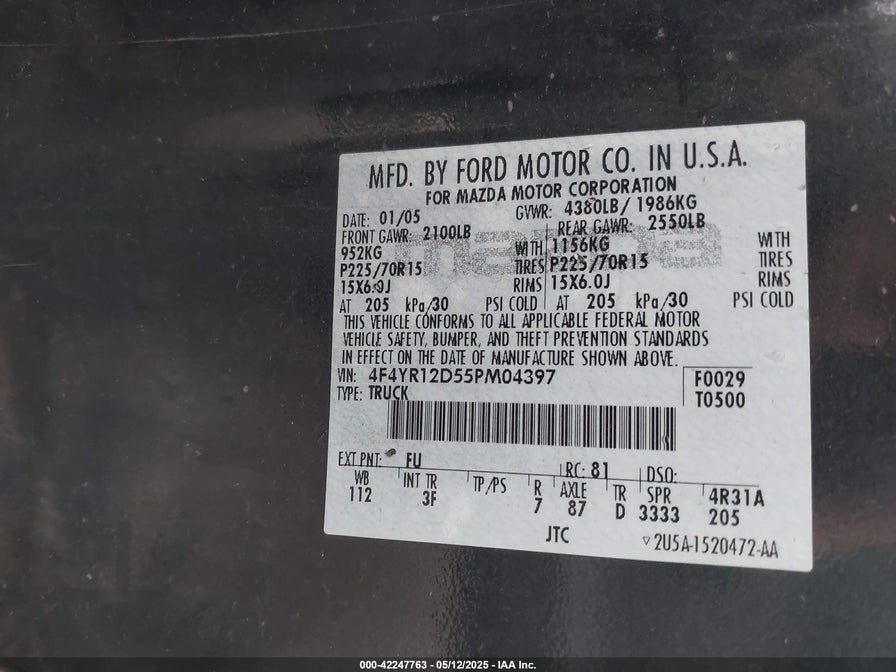 MFD. BY FORD MOTOR CO. IN U.S.A.
FOR MAZDA MOTOR CORPORATION
DATE: 01/05 GVWR: 4380LB/ 1986KG
FRONT GAWR: 2100LB REAR GAWR: 2550LB
952KG WITH 1156KG WITH
P225/70R15 TIRES P225/70R15 TIRES
15X6.0J RIMS 15X6.0J RIMS
AT 205 kPa/30 PSI COLD AT 205 kPa/30 PSI COLD
THIS VEHICLE CONFORMS TO ALL APPLICABLE FEDERAL MOTOR
VEHICLE SAFETY, BUMPER, AND THEFT PREVENTION STANDARDS
IN EFFECT ON THE DATE OF MANUFACTURE SHOWN ABOVE.
VIN: 4F4YR12D55PM04397 F0029
TYPE: TRUCK T0500
EXT PNT: FU RC: 81 DSO:
WB INT TR TP/PS R AXLE TR SPR 4R31A
112 3F 7 87 D 3333 205
JTC ▽2U5A-1520472-AA
000-42247763 - 05/12/2025 - IAA Inc.